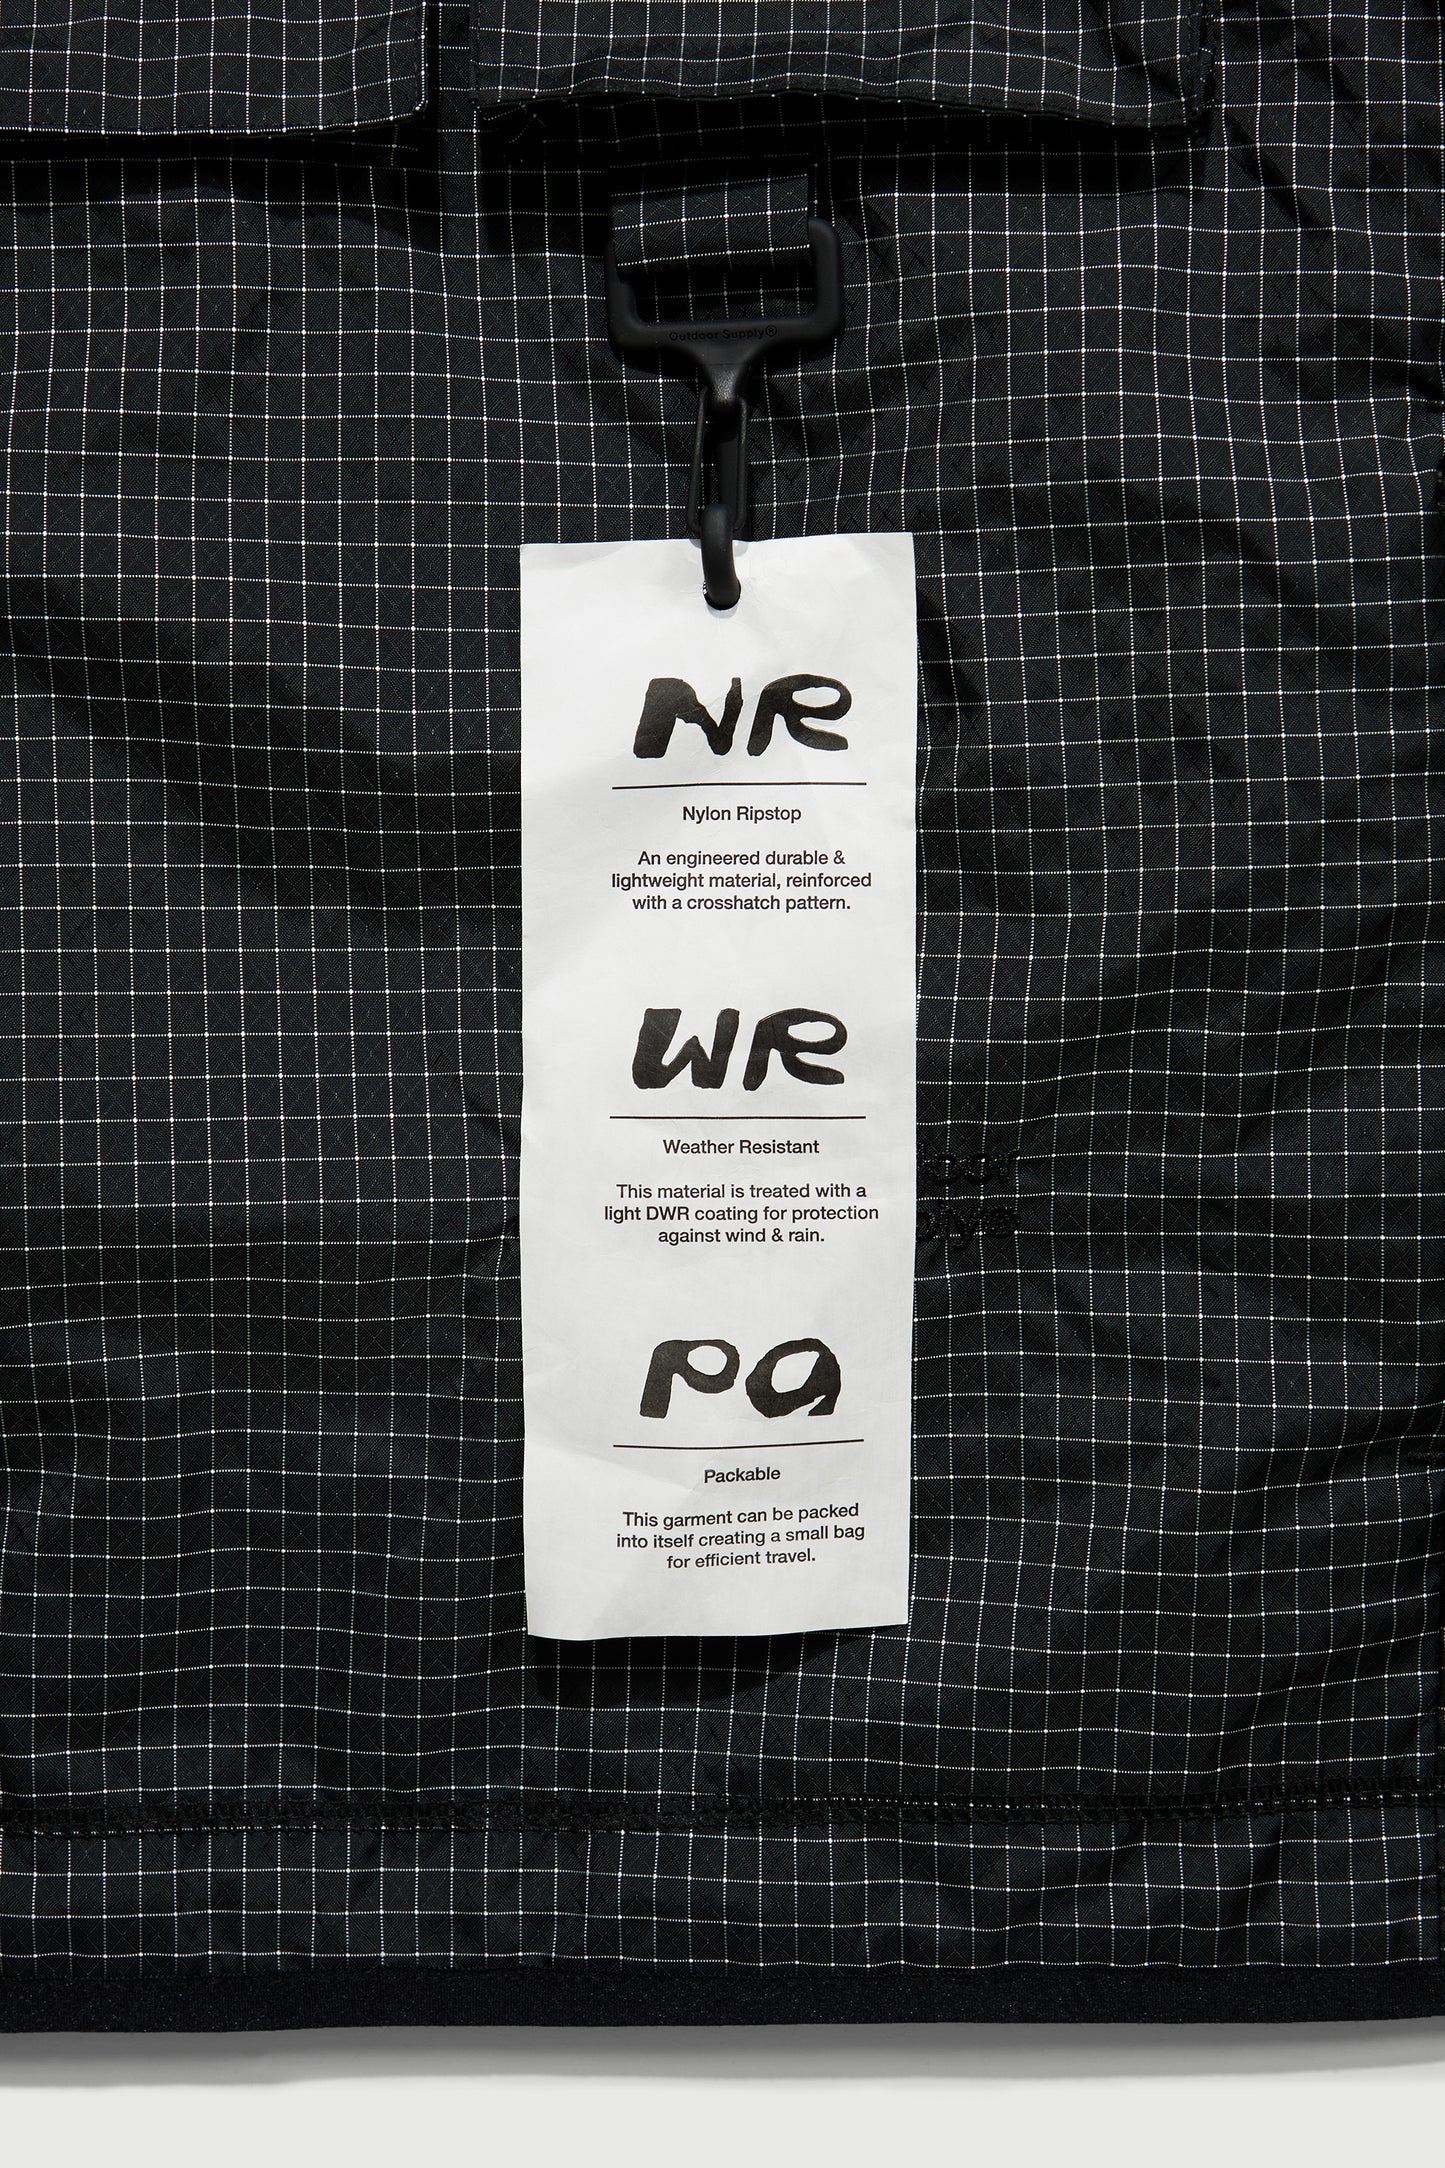 Outdoor Supply®
NR
Nylon Ripstop
An engineered durable &
lightweight material, reinforced
with a crosshatch pattern.
WR
Weather Resistant
This material is treated with a
light DWR coating for protection
against wind & rain.
Pa
Packable
This garment can be packed
into itself creating a small bag
for efficient travel.